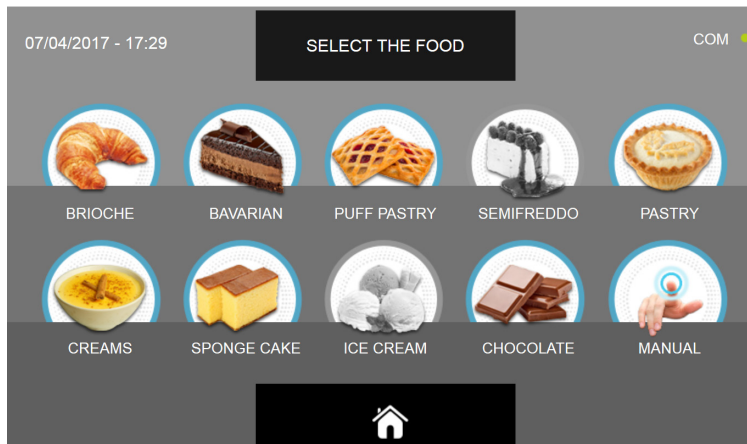 07/04/2017 - 17:29
SELECT THE FOOD
COM
BRIOCHE
BAVARIAN
PUFF PASTRY
SEMIFREDDO
PASTRY
CREAMS
SPONGE CAKE
ICE CREAM
CHOCOLATE
MANUAL